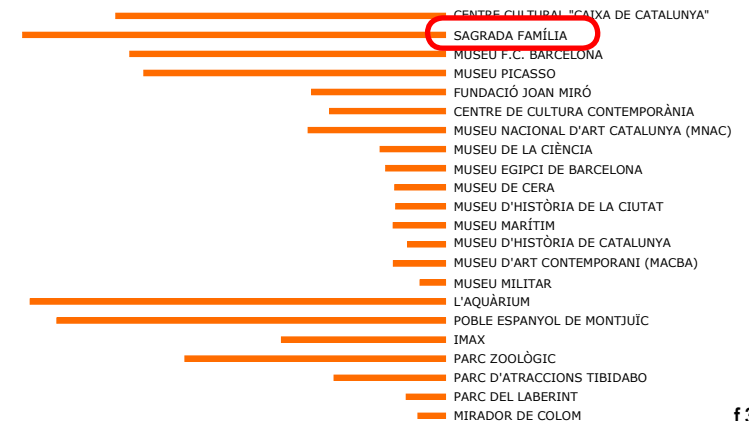 CENTRE CULTURAL "CAIXA DE CATALUNYA"
SAGRADA FAMÍLIA
MUSEU F.C. BARCELONA
MUSEU PICASSO
FUNDACIÓ JOAN MIRÓ
CENTRE DE CULTURA CONTEMPORÀNIA
MUSEU NACIONAL D'ART CATALUNYA (MNAC)
MUSEU DE LA CIÈNCIA
MUSEU EGIPCI DE BARCELONA
MUSEU DE CERA
MUSEU D'HISTÒRIA DE LA CIUTAT
MUSEU MARÍTIM
MUSEU D'HISTÒRIA DE CATALUNYA
MUSEU D'ART CONTEMPORANI (MACBA)
MUSEU MILITAR
L'AQUÀRIUM
POBLE ESPANYOL DE MONTJUÏC
IMAX
PARC ZOOLÒGIC
PARC D'ATRACCIONS TIBIDABO
PARC DEL LABERINT
MIRADOR DE COLOM